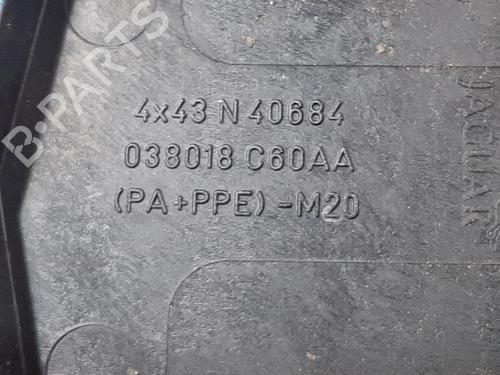 4x43 N 40684
038018 C60AA
(PA+PPE)-M20
JAGUAR
B-PARTS